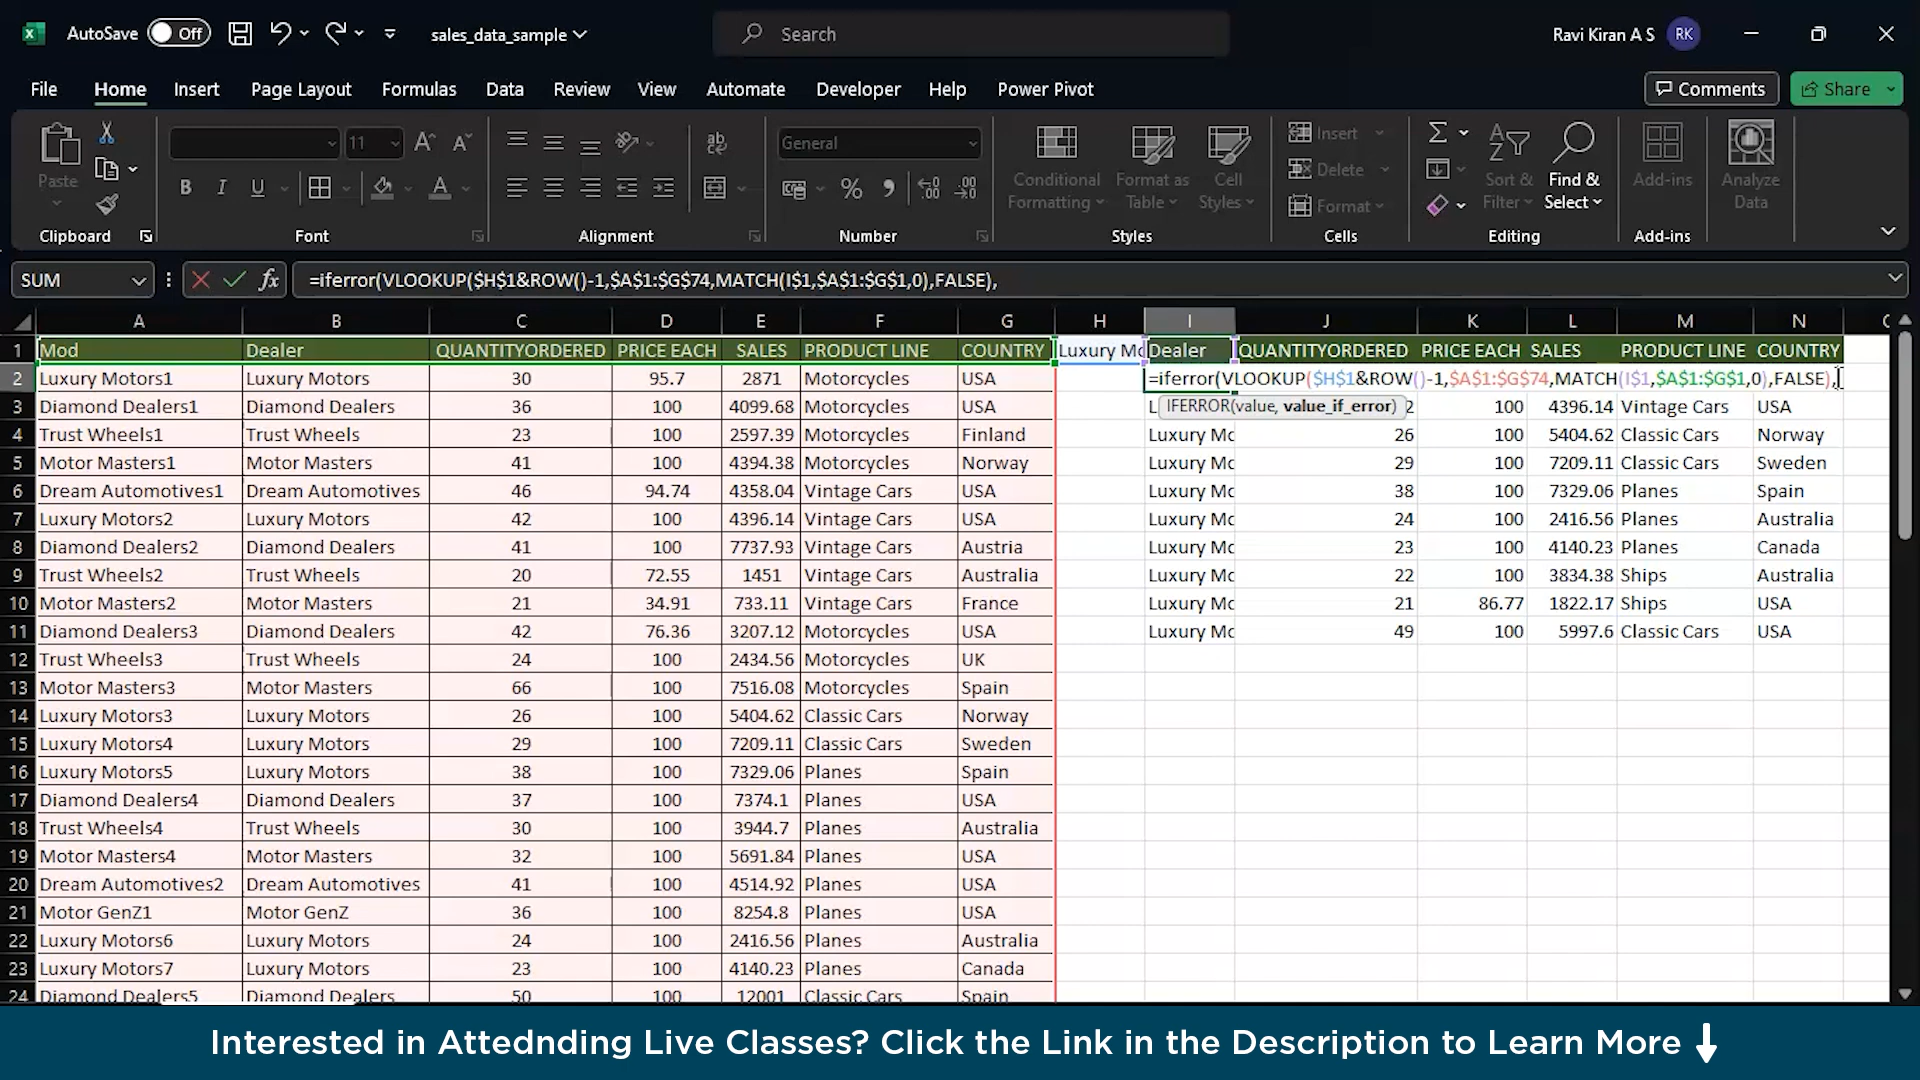 AutoSave Off sales_data_sample Search Ravi Kiran A S RK
File Home Insert Page Layout Formulas Data Review View Automate Developer Help Power Pivot Comments Share
Paste
Clipboard
11
B I U A
Font
Alignment
General
Number
Conditional Formatting
Format as Table
Cell Styles
Styles
Insert
Delete
Format
Cells
Sort & Filter
Find & Select
Editing
Add-ins
Add-ins
Analyze Data
SUM =iferror(VLOOKUP($H$1&ROW()-1,$A$1:$G$74,MATCH(I$1,$A$1:$G$1,0),FALSE),
A B C D E F G H I J K L M N
1 Mod Dealer QUANTITYORDERED PRICE EACH SALES PRODUCT LINE COUNTRY Luxury Mo Dealer QUANTITYORDERED PRICE EACH SALES PRODUCT LINE COUNTRY
2 Luxury Motors1 Luxury Motors 30 95.7 2871 Motorcycles USA =iferror(VLOOKUP($H$1&ROW()-1,$A$1:$G$74,MATCH(I$1,$A$1:$G$1,0),FALSE),
IFERROR(value, value_if_error)
3 Diamond Dealers1 Diamond Dealers 36 100 4099.68 Motorcycles USA 100 4396.14 Vintage Cars USA
4 Trust Wheels1 Trust Wheels 23 100 2597.39 Motorcycles Finland Luxury Mc 26 100 5404.62 Classic Cars Norway
5 Motor Masters1 Motor Masters 41 100 4394.38 Motorcycles Norway Luxury Mc 29 100 7209.11 Classic Cars Sweden
6 Dream Automotives1 Dream Automotives 46 94.74 4358.04 Vintage Cars USA Luxury Mc 38 100 7329.06 Planes Spain
7 Luxury Motors2 Luxury Motors 42 100 4396.14 Vintage Cars USA Luxury Mc 24 100 2416.56 Planes Australia
8 Diamond Dealers2 Diamond Dealers 41 100 7737.93 Vintage Cars Austria Luxury Mc 23 100 4140.23 Planes Canada
9 Trust Wheels2 Trust Wheels 20 72.55 1451 Vintage Cars Australia Luxury Mc 22 100 3834.38 Ships Australia
10 Motor Masters2 Motor Masters 21 34.91 733.11 Vintage Cars France Luxury Mc 21 86.77 1822.17 Ships USA
11 Diamond Dealers3 Diamond Dealers 42 76.36 3207.12 Motorcycles USA Luxury Mc 49 100 5997.6 Classic Cars USA
12 Trust Wheels3 Trust Wheels 24 100 2434.56 Motorcycles UK
13 Motor Masters3 Motor Masters 66 100 7516.08 Motorcycles Spain
14 Luxury Motors3 Luxury Motors 26 100 5404.62 Classic Cars Norway
15 Luxury Motors4 Luxury Motors 29 100 7209.11 Classic Cars Sweden
16 Luxury Motors5 Luxury Motors 38 100 7329.06 Planes Spain
17 Diamond Dealers4 Diamond Dealers 37 100 7374.1 Planes USA
18 Trust Wheels4 Trust Wheels 30 100 3944.7 Planes Australia
19 Motor Masters4 Motor Masters 32 100 5691.84 Planes USA
20 Dream Automotives2 Dream Automotives 41 100 4514.92 Planes USA
21 Motor GenZ1 Motor GenZ 36 100 8254.8 Planes USA
22 Luxury Motors6 Luxury Motors 24 100 2416.56 Planes Australia
23 Luxury Motors7 Luxury Motors 23 100 4140.23 Planes Canada
24 Diamond Dealers5 Diamond Dealers 50 100 12001 Classic Cars Spain
Interested in Attednding Live Classes? Click the Link in the Description to Learn More